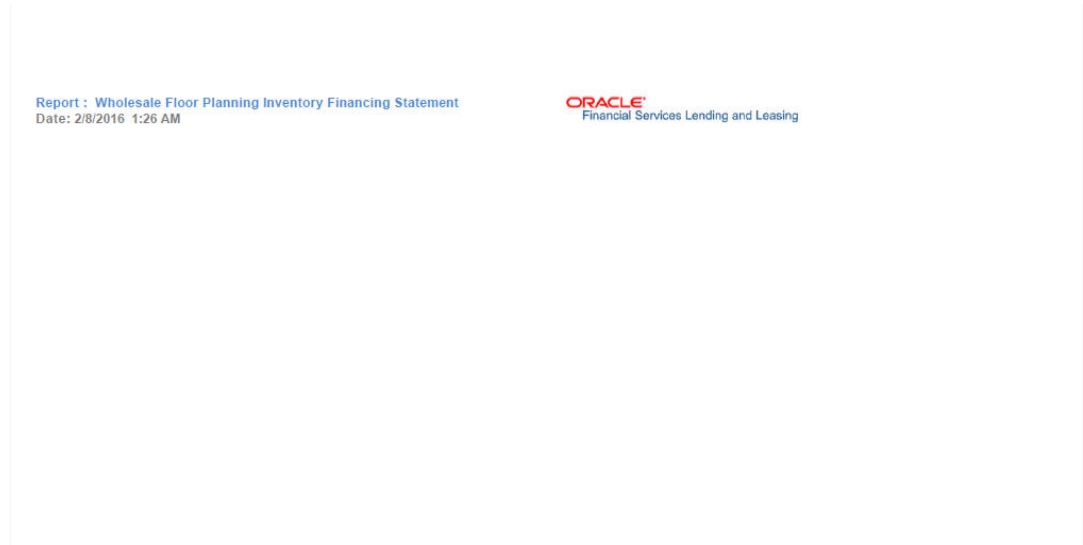 Report : Wholesale Floor Planning Inventory Financing Statement
Date: 2/8/2016 1:26 AM
ORACLE
Financial Services Lending and Leasing